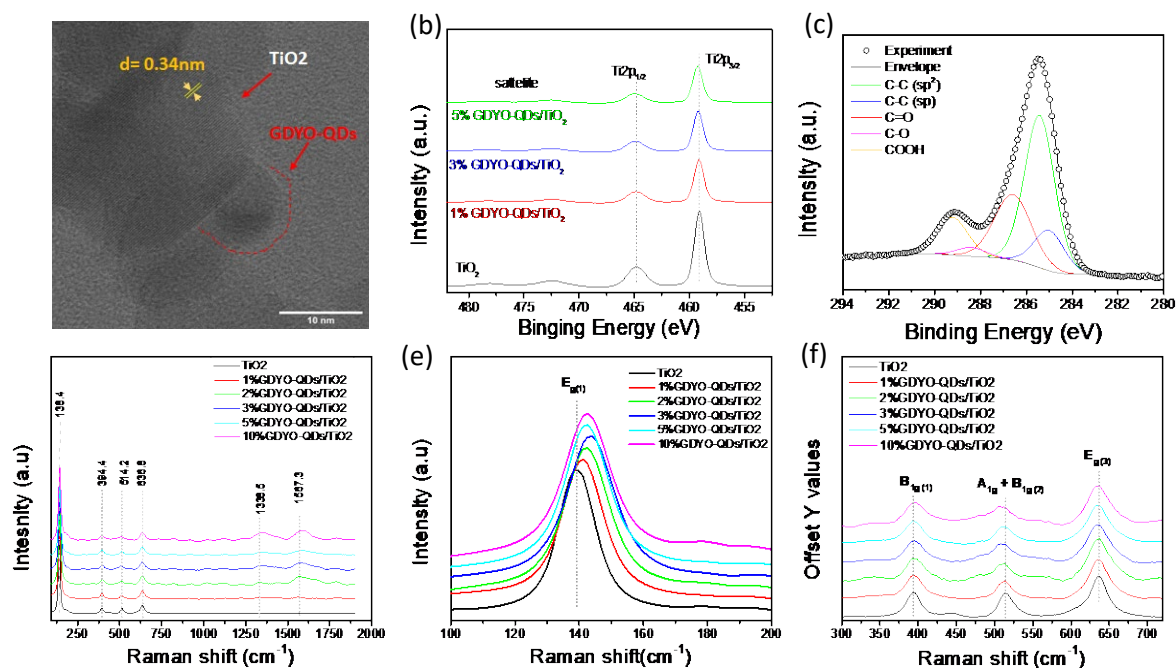 TiO2
d= 0.34nm
GDYO-QDs
10 nm
(b)
Ti2p3/2
Ti2p1/2
sattelite
5% GDYO-QDs/TiO2
3% GDYO-QDs/TiO2
1% GDYO-QDs/TiO2
TiO2
Intensity (a.u.)
480 475 470 465 460 455
Binging Energy (eV)
(c)
Experiment
Envelope
C-C (sp2)
C-C (sp)
C=O
C-O
COOH
Intensity (a.u.)
294 292 290 288 286 284 282 280
Binding Energy (eV)
TiO2
1%GDYO-QDs/TiO2
2%GDYO-QDs/TiO2
3%GDYO-QDs/TiO2
5%GDYO-QDs/TiO2
10%GDYO-QDs/TiO2
394.4
514.2
1567.3
Intesnity (a.u)
250 500 750 1000 1250 1500 1750 2000
Raman shift (cm-1)
(e)
Eg(1)
TiO2
1%GDYO-QDs/TiO2
2%GDYO-QDs/TiO2
3%GDYO-QDs/TiO2
5%GDYO-QDs/TiO2
10%GDYO-QDs/TiO2
Intensity (a.u)
100 120 140 160 180 200
Raman shift(cm-1)
(f)
TiO2
1%GDYO-QDs/TiO2
2%GDYO-QDs/TiO2
3%GDYO-QDs/TiO2
5%GDYO-QDs/TiO2
10%GDYO-QDs/TiO2
B1g(1)
A1g + B1g(2)
Eg(3)
Offset Y values
300 350 400 450 500 550 600 650 700
Raman shift (cm-1)